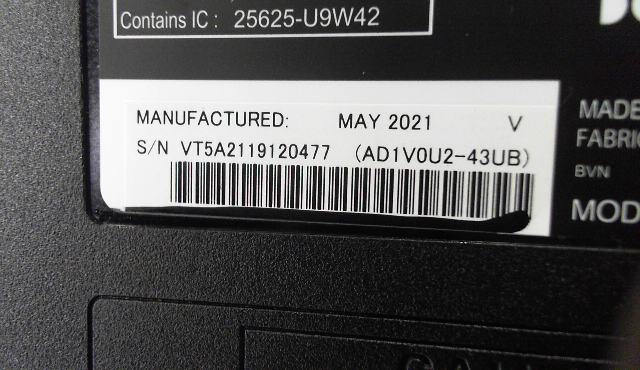 Contains IC : 25625-U9W42
MANUFACTURED: MAY 2021 V
S/N VT5A2119120477 (AD1V0U2-43UB)
MADE
FABRIC
BVN
MOD